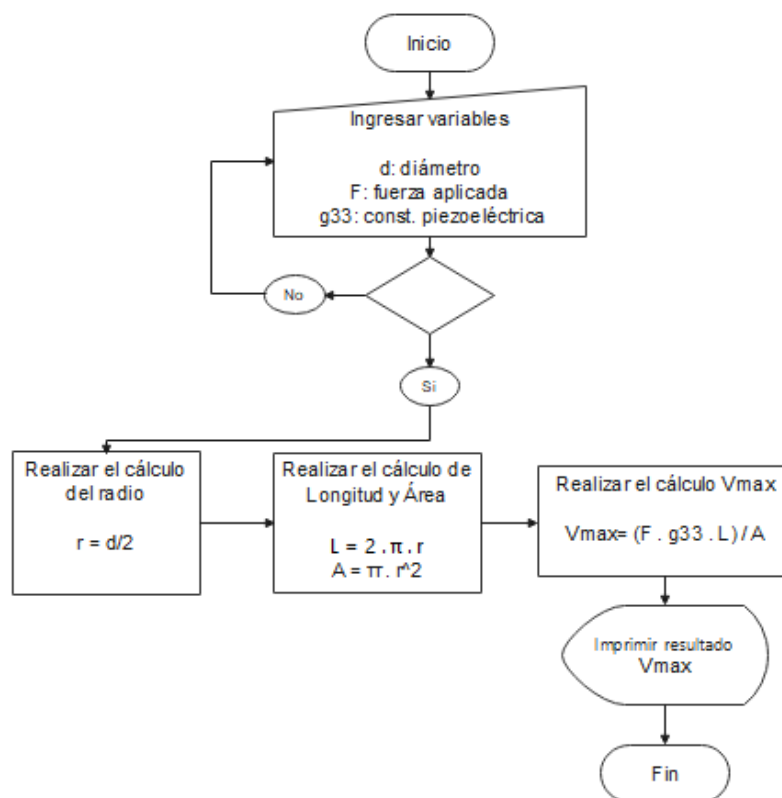 Inicio
Ingresar variables
d: diámetro
F: fuerza aplicada
g33: const. piezoeléctrica
No
Si
Realizar el cálculo
del radio
r = d/2
Realizar el cálculo de
Longitud y Área
L = 2 . π . r
A = π . r^2
Realizar el cálculo Vmax
Vmax= (F . g33 . L) / A
Imprimir resultado
Vmax
Fin